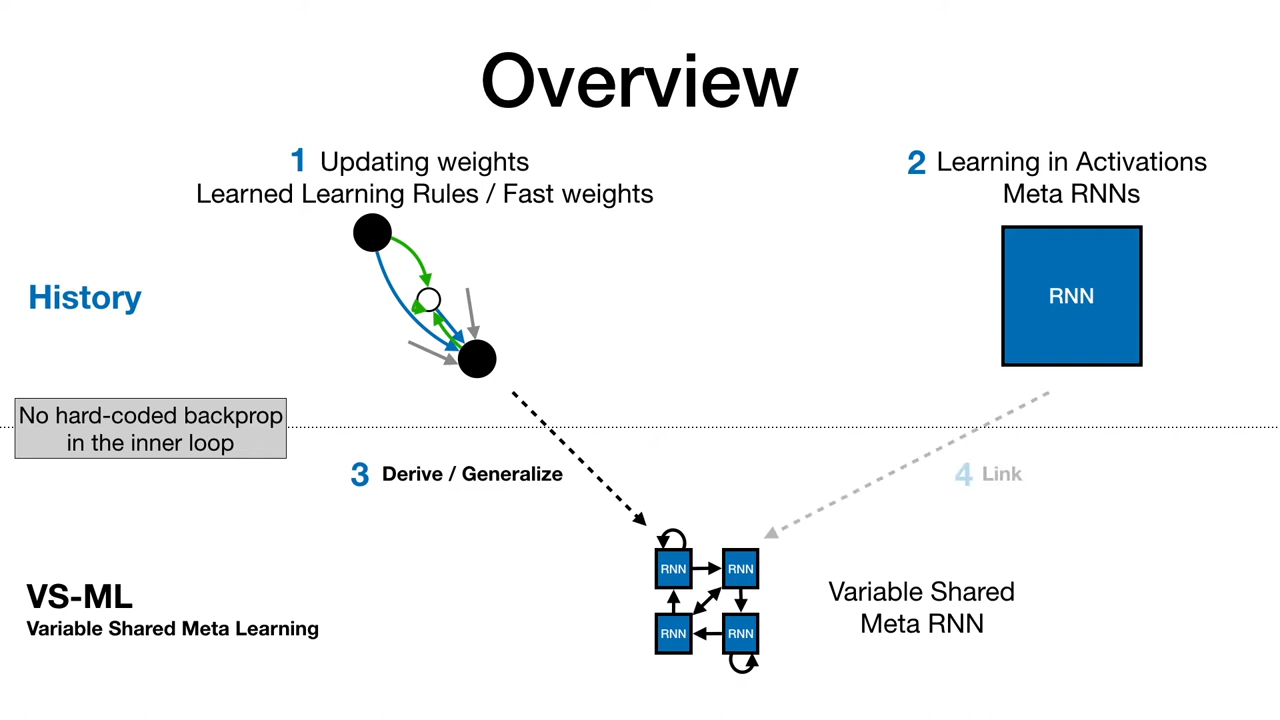 Overview
1 Updating weights
Learned Learning Rules / Fast weights
2 Learning in Activations
Meta RNNs
History
RNN
No hard-coded backprop
in the inner loop
3 Derive / Generalize
4 Link
RNN
RNN
RNN
RNN
VS-ML
Variable Shared Meta Learning
Variable Shared
Meta RNN